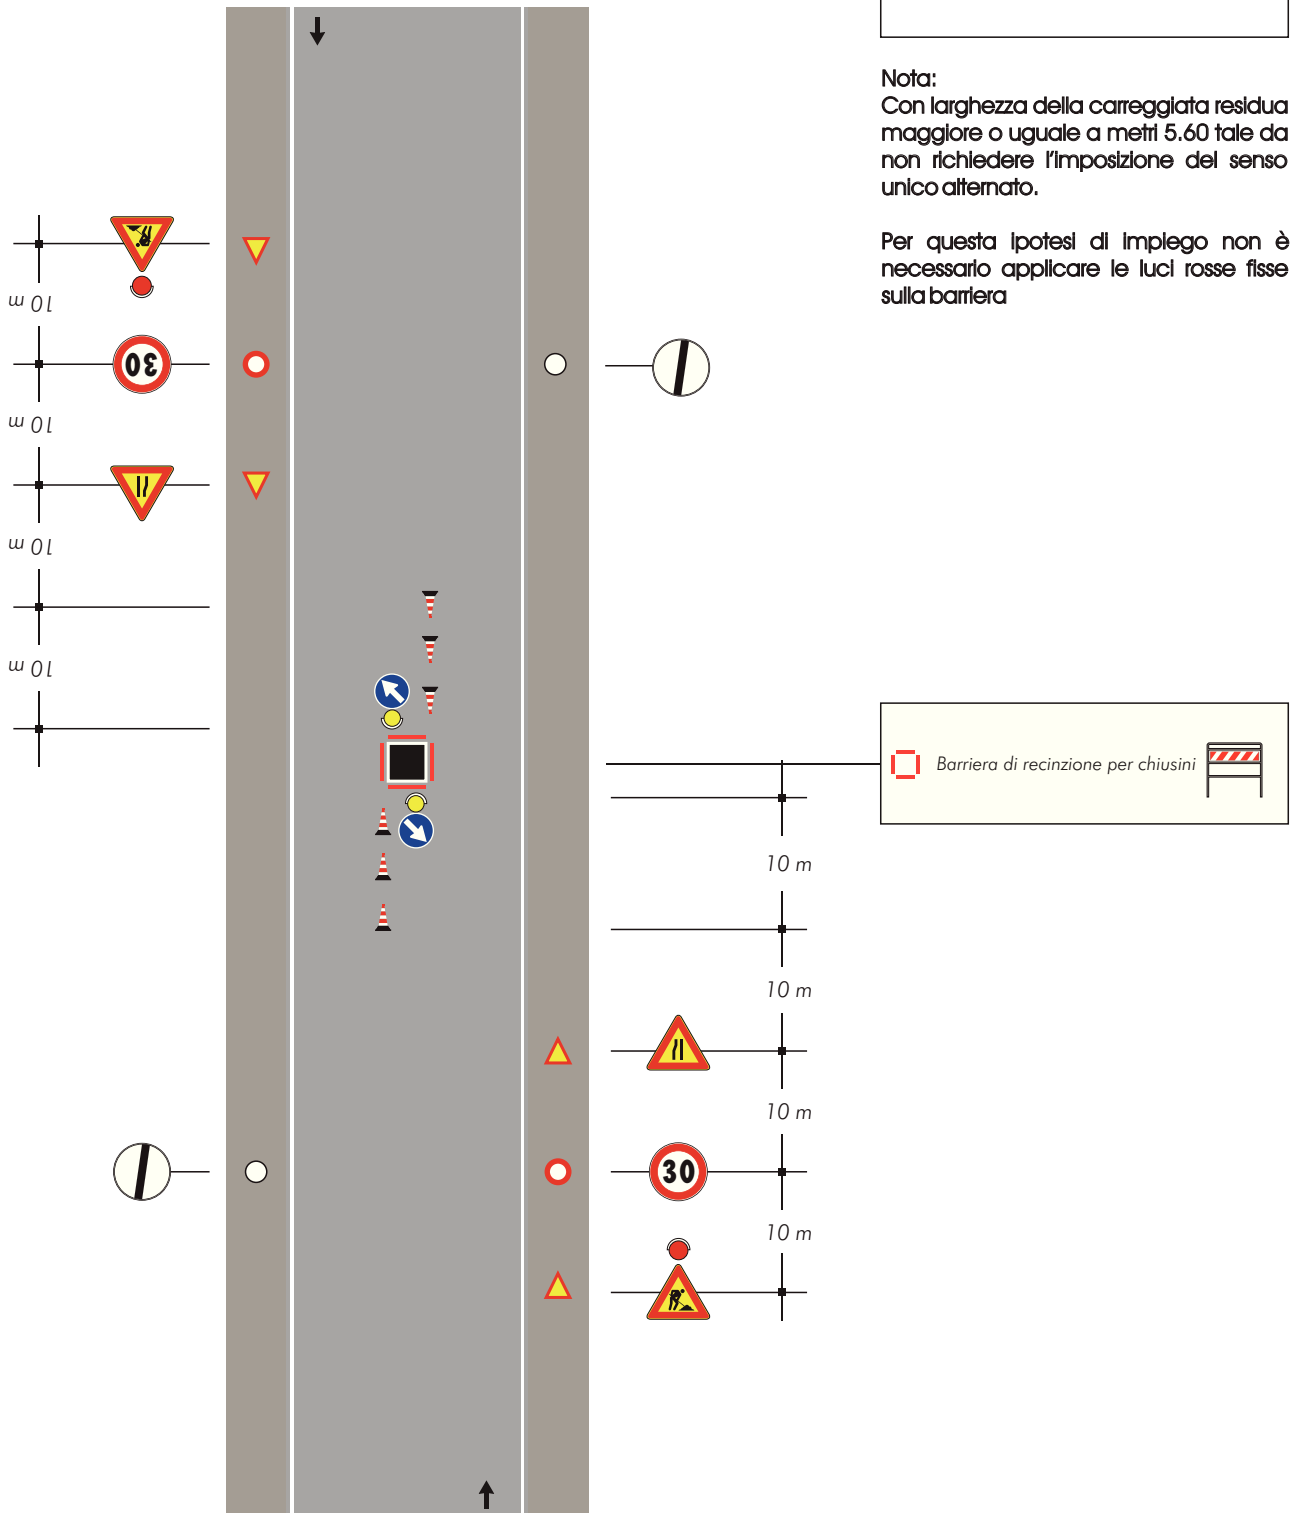 Nota:
Con larghezza della carreggiata residua
maggiore o uguale a metri 5.60 tale da
non richiedere l'imposizione del senso
unico alternato.
Per questa ipotesi di impiego non è
necessario applicare le luci rosse fisse
sulla barriera
10 m
30
10 m
10 m
10 m
Barriera di recinzione per chiusini
10 m
10 m
10 m
30
10 m